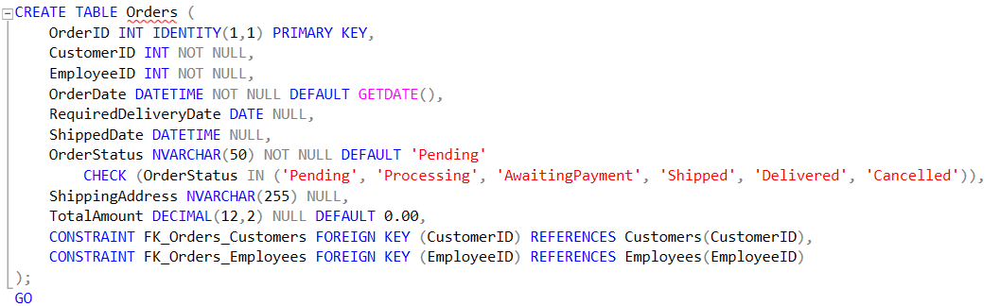 CREATE TABLE Orders (
    OrderID INT IDENTITY(1,1) PRIMARY KEY,
    CustomerID INT NOT NULL,
    EmployeeID INT NOT NULL,
    OrderDate DATETIME NOT NULL DEFAULT GETDATE(),
    RequiredDeliveryDate DATE NULL,
    ShippedDate DATETIME NULL,
    OrderStatus NVARCHAR(50) NOT NULL DEFAULT 'Pending'
        CHECK (OrderStatus IN ('Pending', 'Processing', 'AwaitingPayment', 'Shipped', 'Delivered', 'Cancelled')),
    ShippingAddress NVARCHAR(255) NULL,
    TotalAmount DECIMAL(12,2) NULL DEFAULT 0.00,
    CONSTRAINT FK_Orders_Customers FOREIGN KEY (CustomerID) REFERENCES Customers(CustomerID),
    CONSTRAINT FK_Orders_Employees FOREIGN KEY (EmployeeID) REFERENCES Employees(EmployeeID)
);
GO